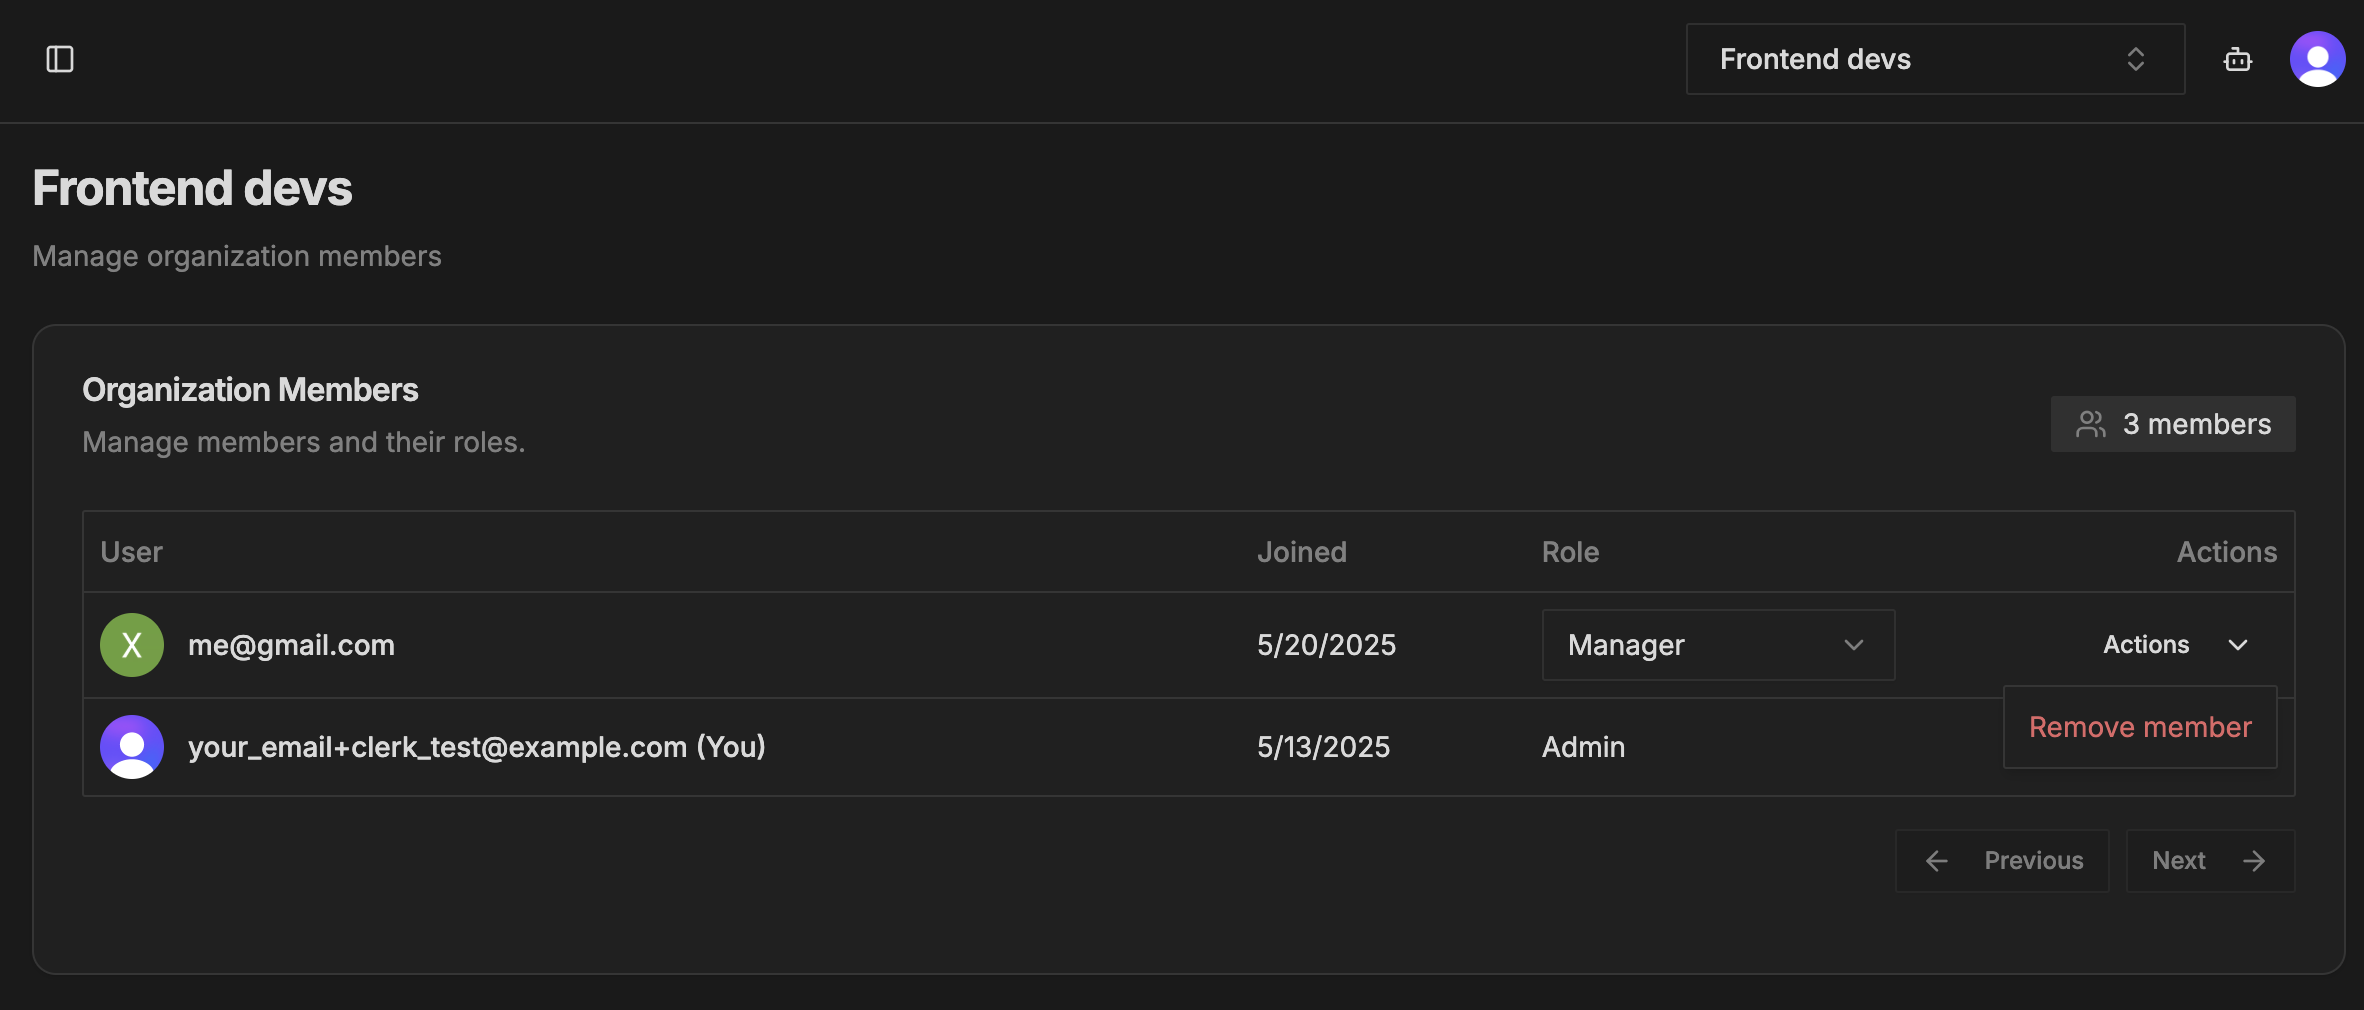 Frontend devs
Frontend devs
Manage organization members
Organization Members
Manage members and their roles.
3 members
User Joined Role Actions
X me@gmail.com 5/20/2025 Manager Actions
Remove member
your_email+clerk_test@example.com (You) 5/13/2025 Admin
Previous Next